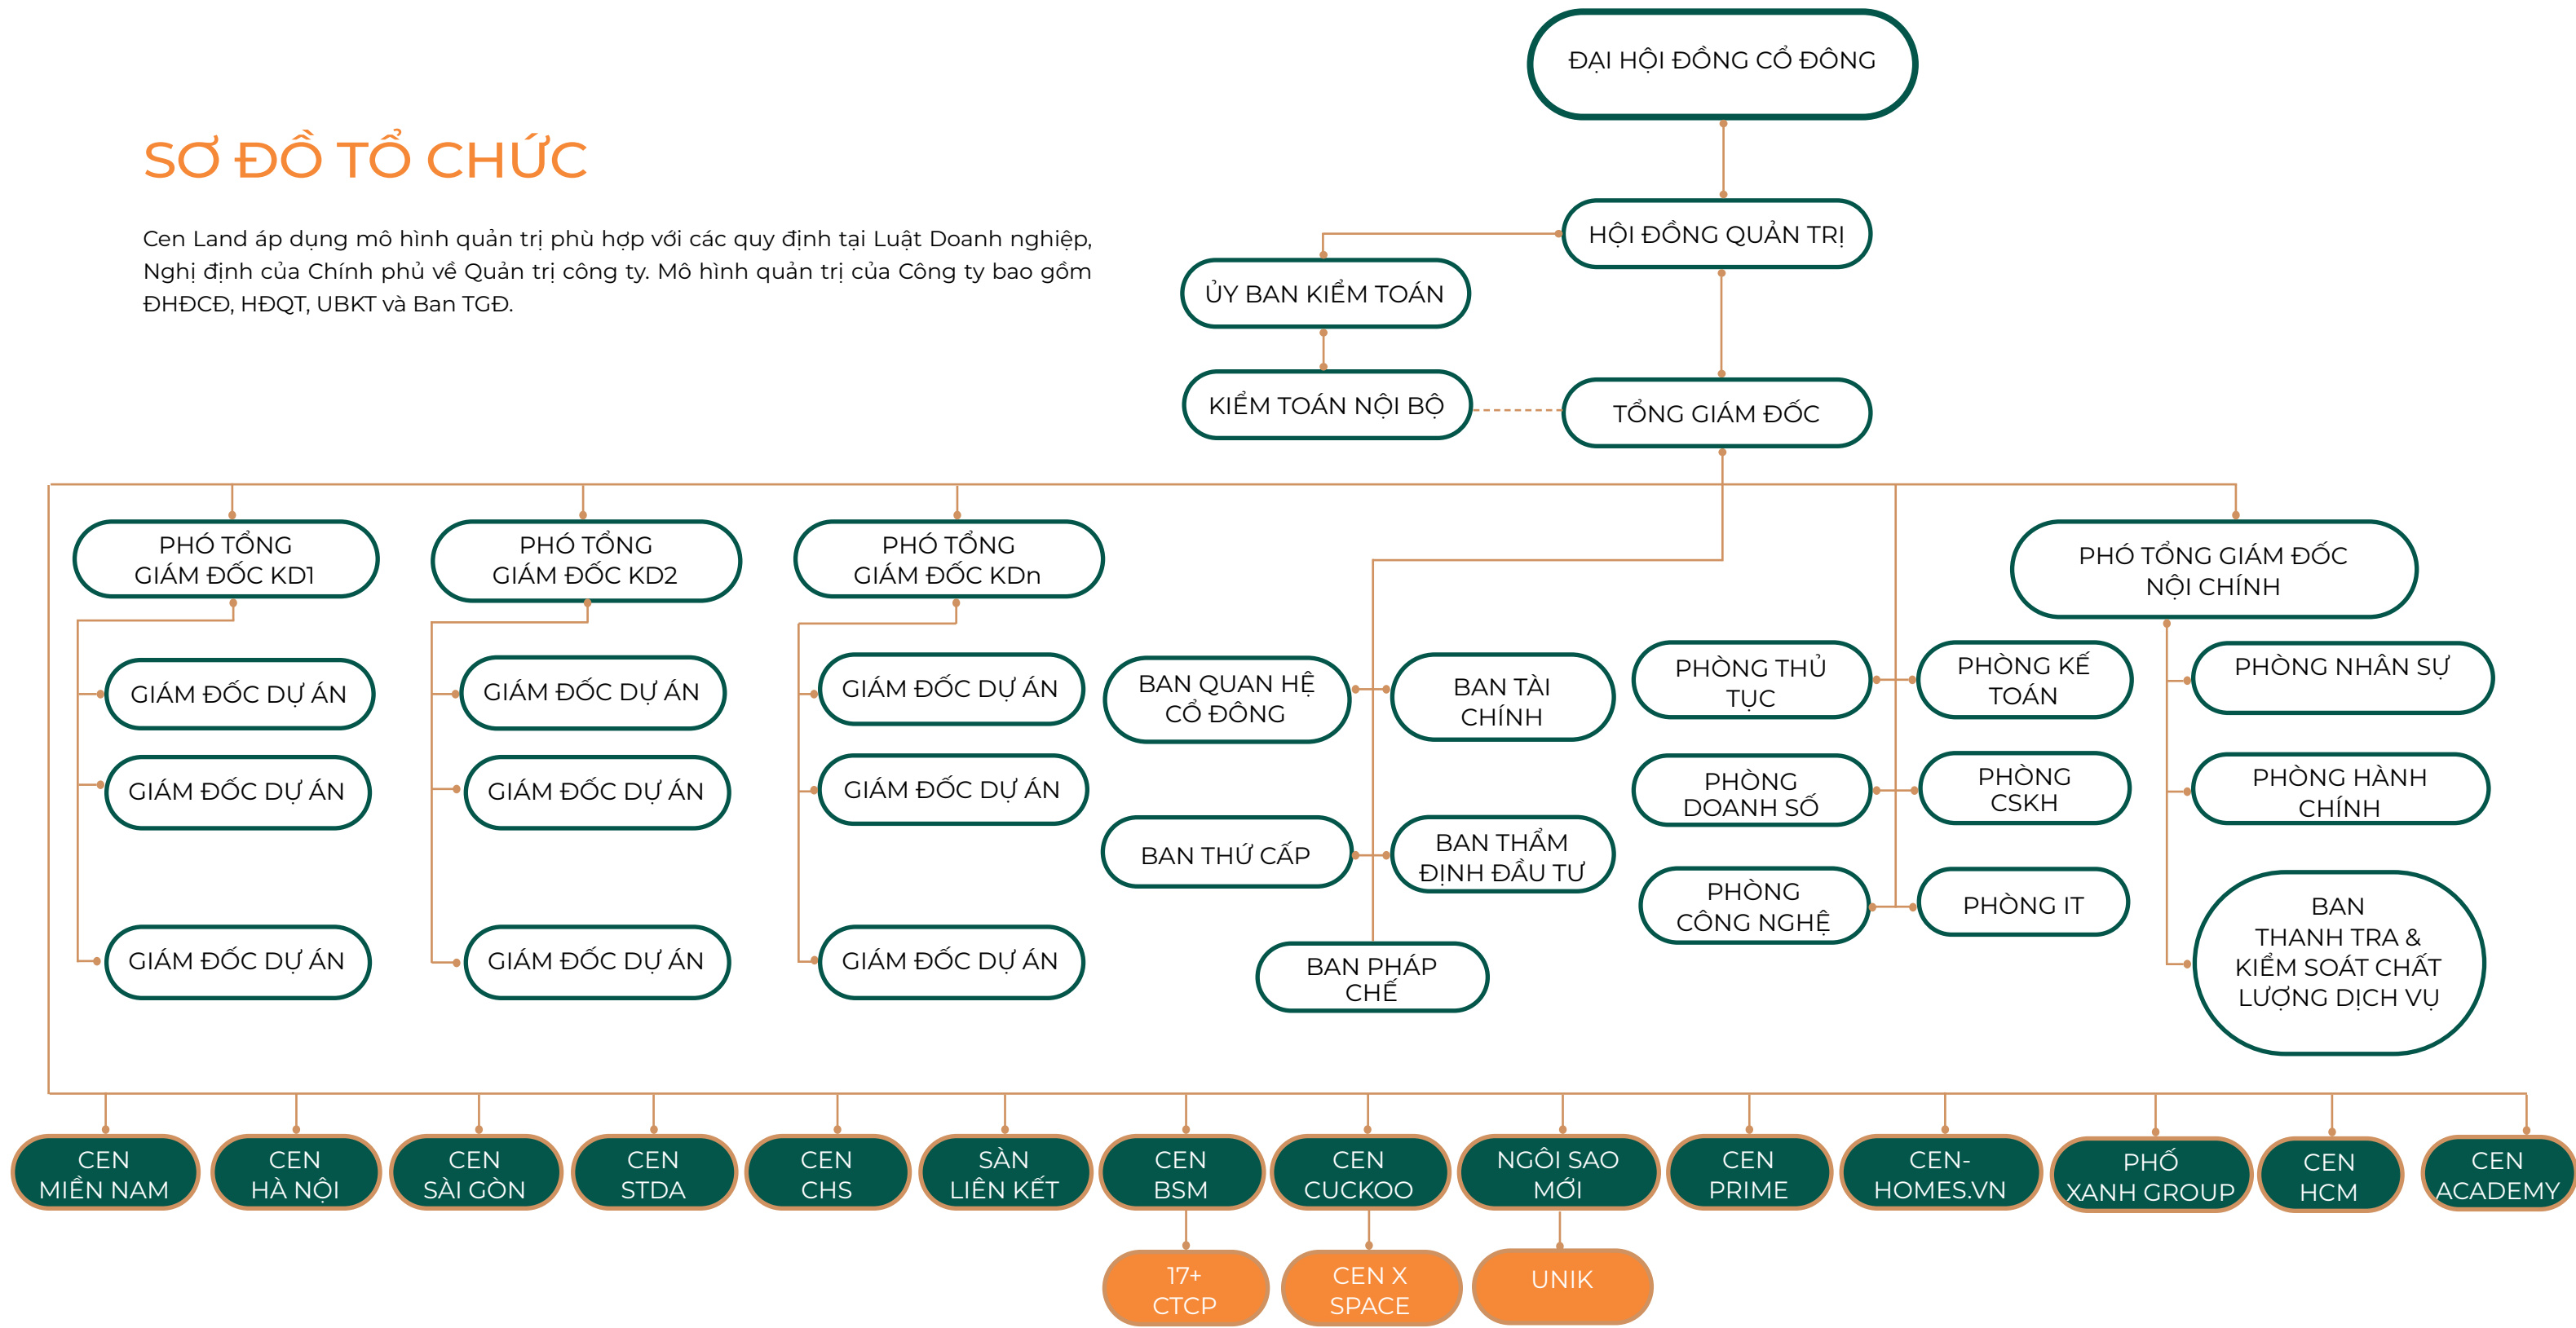 ĐẠI HỘI ĐỒNG CỔ ĐÔNG
SƠ ĐỒ TỔ CHỨC
Cen Land áp dụng mô hình quản trị phù hợp với các quy định tại Luật Doanh nghiệp,
Nghị định của Chính phủ về Quản trị công ty. Mô hình quản trị của Công ty bao gồm
ĐHĐCĐ, HĐQT, UBKT và Ban TGĐ.
HỘI ĐỒNG QUẢN TRỊ
ỦY BAN KIỂM TOÁN
KIỂM TOÁN NỘI BỘ
TỔNG GIÁM ĐỐC
PHÓ TỔNG
GIÁM ĐỐC KD1
PHÓ TỔNG
GIÁM ĐỐC KD2
PHÓ TỔNG
GIÁM ĐỐC KDn
PHÓ TỔNG GIÁM ĐỐC
NỘI CHÍNH
GIÁM ĐỐC DỰ ÁN
GIÁM ĐỐC DỰ ÁN
GIÁM ĐỐC DỰ ÁN
GIÁM ĐỐC DỰ ÁN
GIÁM ĐỐC DỰ ÁN
GIÁM ĐỐC DỰ ÁN
GIÁM ĐỐC DỰ ÁN
GIÁM ĐỐC DỰ ÁN
GIÁM ĐỐC DỰ ÁN
BAN QUAN HỆ
CỔ ĐÔNG
BAN TÀI
CHÍNH
BAN THỨ CẤP
BAN THẨM
ĐỊNH ĐẦU TƯ
BAN PHÁP
CHẾ
PHÒNG THỦ
TỤC
PHÒNG KẾ
TOÁN
PHÒNG
DOANH SỐ
PHÒNG
CSKH
PHÒNG
CÔNG NGHỆ
PHÒNG IT
PHÒNG NHÂN SỰ
PHÒNG HÀNH
CHÍNH
BAN
THANH TRA &
KIỂM SOÁT CHẤT
LƯỢNG DỊCH VỤ
CEN
MIỀN NAM
CEN
HÀ NỘI
CEN
SÀI GÒN
CEN
STDA
CEN
CHS
SÀN
LIÊN KẾT
CEN
BSM
CEN
CUCKOO
NGÔI SAO
MỚI
CEN
PRIME
CEN-
HOMES.VN
PHỐ
XANH GROUP
CEN
HCM
CEN
ACADEMY
17+
CTCP
CEN X
SPACE
UNIK